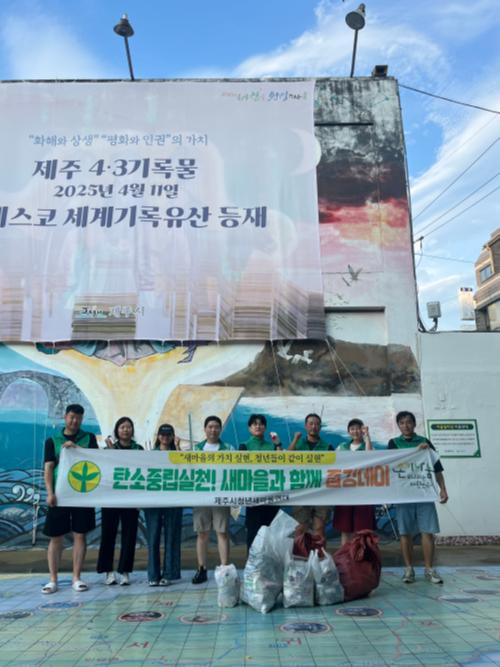 "화해와 상생" "평화와 인권"의 가치
제주 4·3기록물
2025년 4월 11일
네스코 세계기록유산 등재
"새마을의 가치 실현, 청년들이 같이 실현"
탄소중립실천! 새마을과 함께 줍깅데이
제주시청년새마을연대